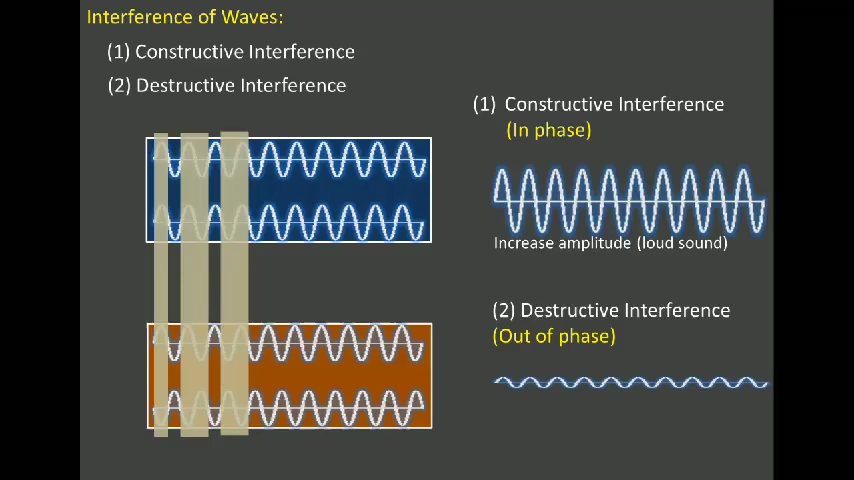 Interference of Waves:
(1) Constructive Interference
(2) Destructive Interference
(1) Constructive Interference
(In phase)
Increase amplitude (loud sound)
(2) Destructive Interference
(Out of phase)